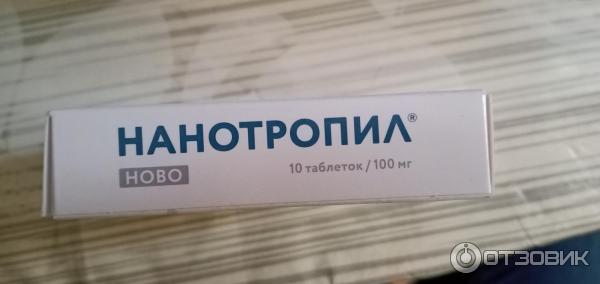 НАНОТРОПИЛ®
НОВО
10 таблеток / 100 мг
ОТЗОВИК